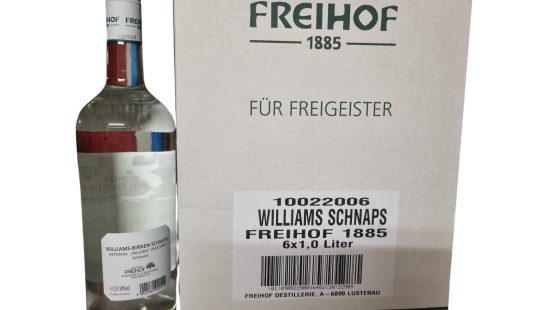 FREIHOF
1885
FÜR FREIGEISTER
10022006
WILLIAMS SCHNAPS
FREIHOF 1885
6x1,0 Liter
FREIHOF DESTILLERIE, A-6890 LUSTENAU
WILLIAMS-BIRNEN-SCHNAPS
FREIHOF